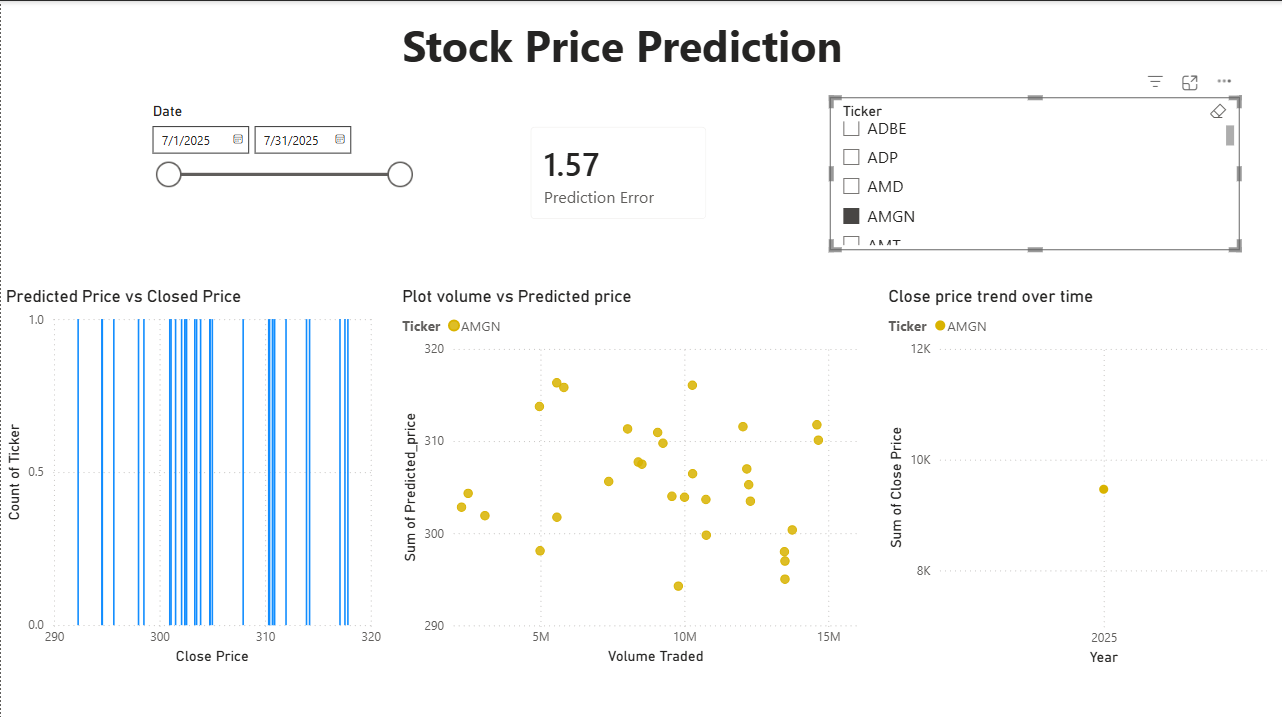 Stock Price Prediction
Date
7/1/2025
7/31/2025
1.57
Prediction Error
Ticker
ADBE
ADP
AMD
AMGN
AMT
Predicted Price vs Closed Price
1.0
0.5
0.0
Count of Ticker
290 300 310 320
Close Price
Plot volume vs Predicted price
Ticker AMGN
320
310
300
290
Sum of Predicted_price
5M 10M 15M
Volume Traded
Close price trend over time
Ticker AMGN
12K
10K
8K
Sum of Close Price
2025
Year